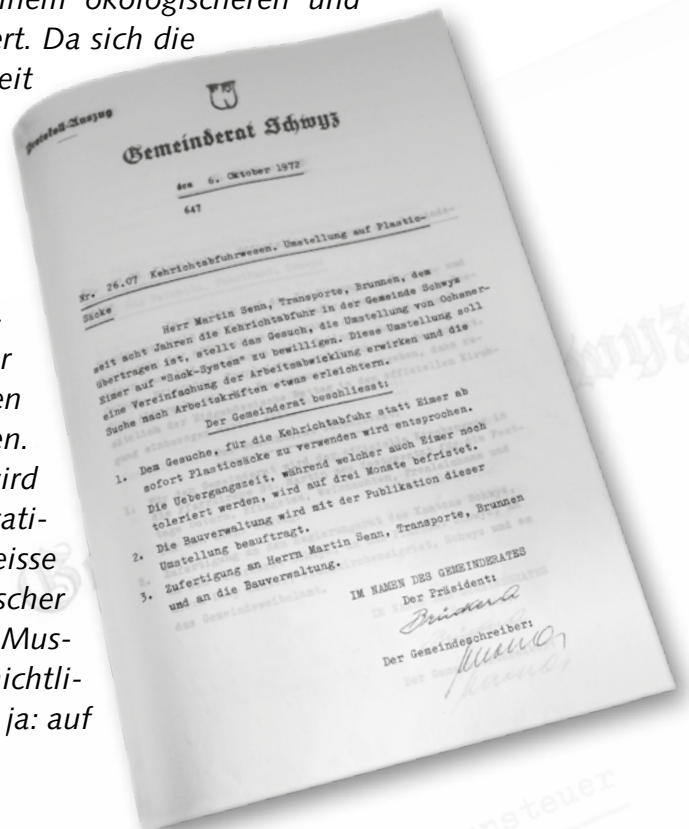 nem ökologischeren und
ert. Da sich die
eit
r
en
en.
ird
ati-
eisse
scher
Mus-
nichtli-
ja: auf
Protokoll-Auszug
Gemeinderat Schwyz
den 6. Oktober 1972
647
Nr. 26.07 Kehrichtabfuhrwesen. Umstellung auf Plastic-
Säcke
Herr Martin Senn, Transporte, Brunnen, dem
seit acht Jahren die Kehrichtabfuhr in der Gemeinde Schwyz
übertragen ist, stellt das Gesuch, die Umstellung von Ochsner-
Eimer auf "Sack-System" zu bewilligen. Diese Umstellung soll
eine Vereinfachung der Arbeitsabwicklung erwirken und die
Suche nach Arbeitskräften etwas erleichtern.
Der Gemeinderat beschliesst:
1. Dem Gesuche, für die Kehrichtabfuhr statt Eimer ab
sofort Plasticsäcke zu verwenden wird entsprochen.
Die Uebergangszeit, während welcher auch Eimer noch
toleriert werden, wird auf drei Monate befristet.
2. Die Bauverwaltung wird mit der Publikation dieser
Umstellung beauftragt.
3. Zufertigung an Herrn Martin Senn, Transporte, Brunnen
und an die Bauverwaltung.
IM NAMEN DES GEMEINDERATES
Der Präsident:
Der Gemeindeschreiber:
das Gemeindeweibelamt.
nsteuer